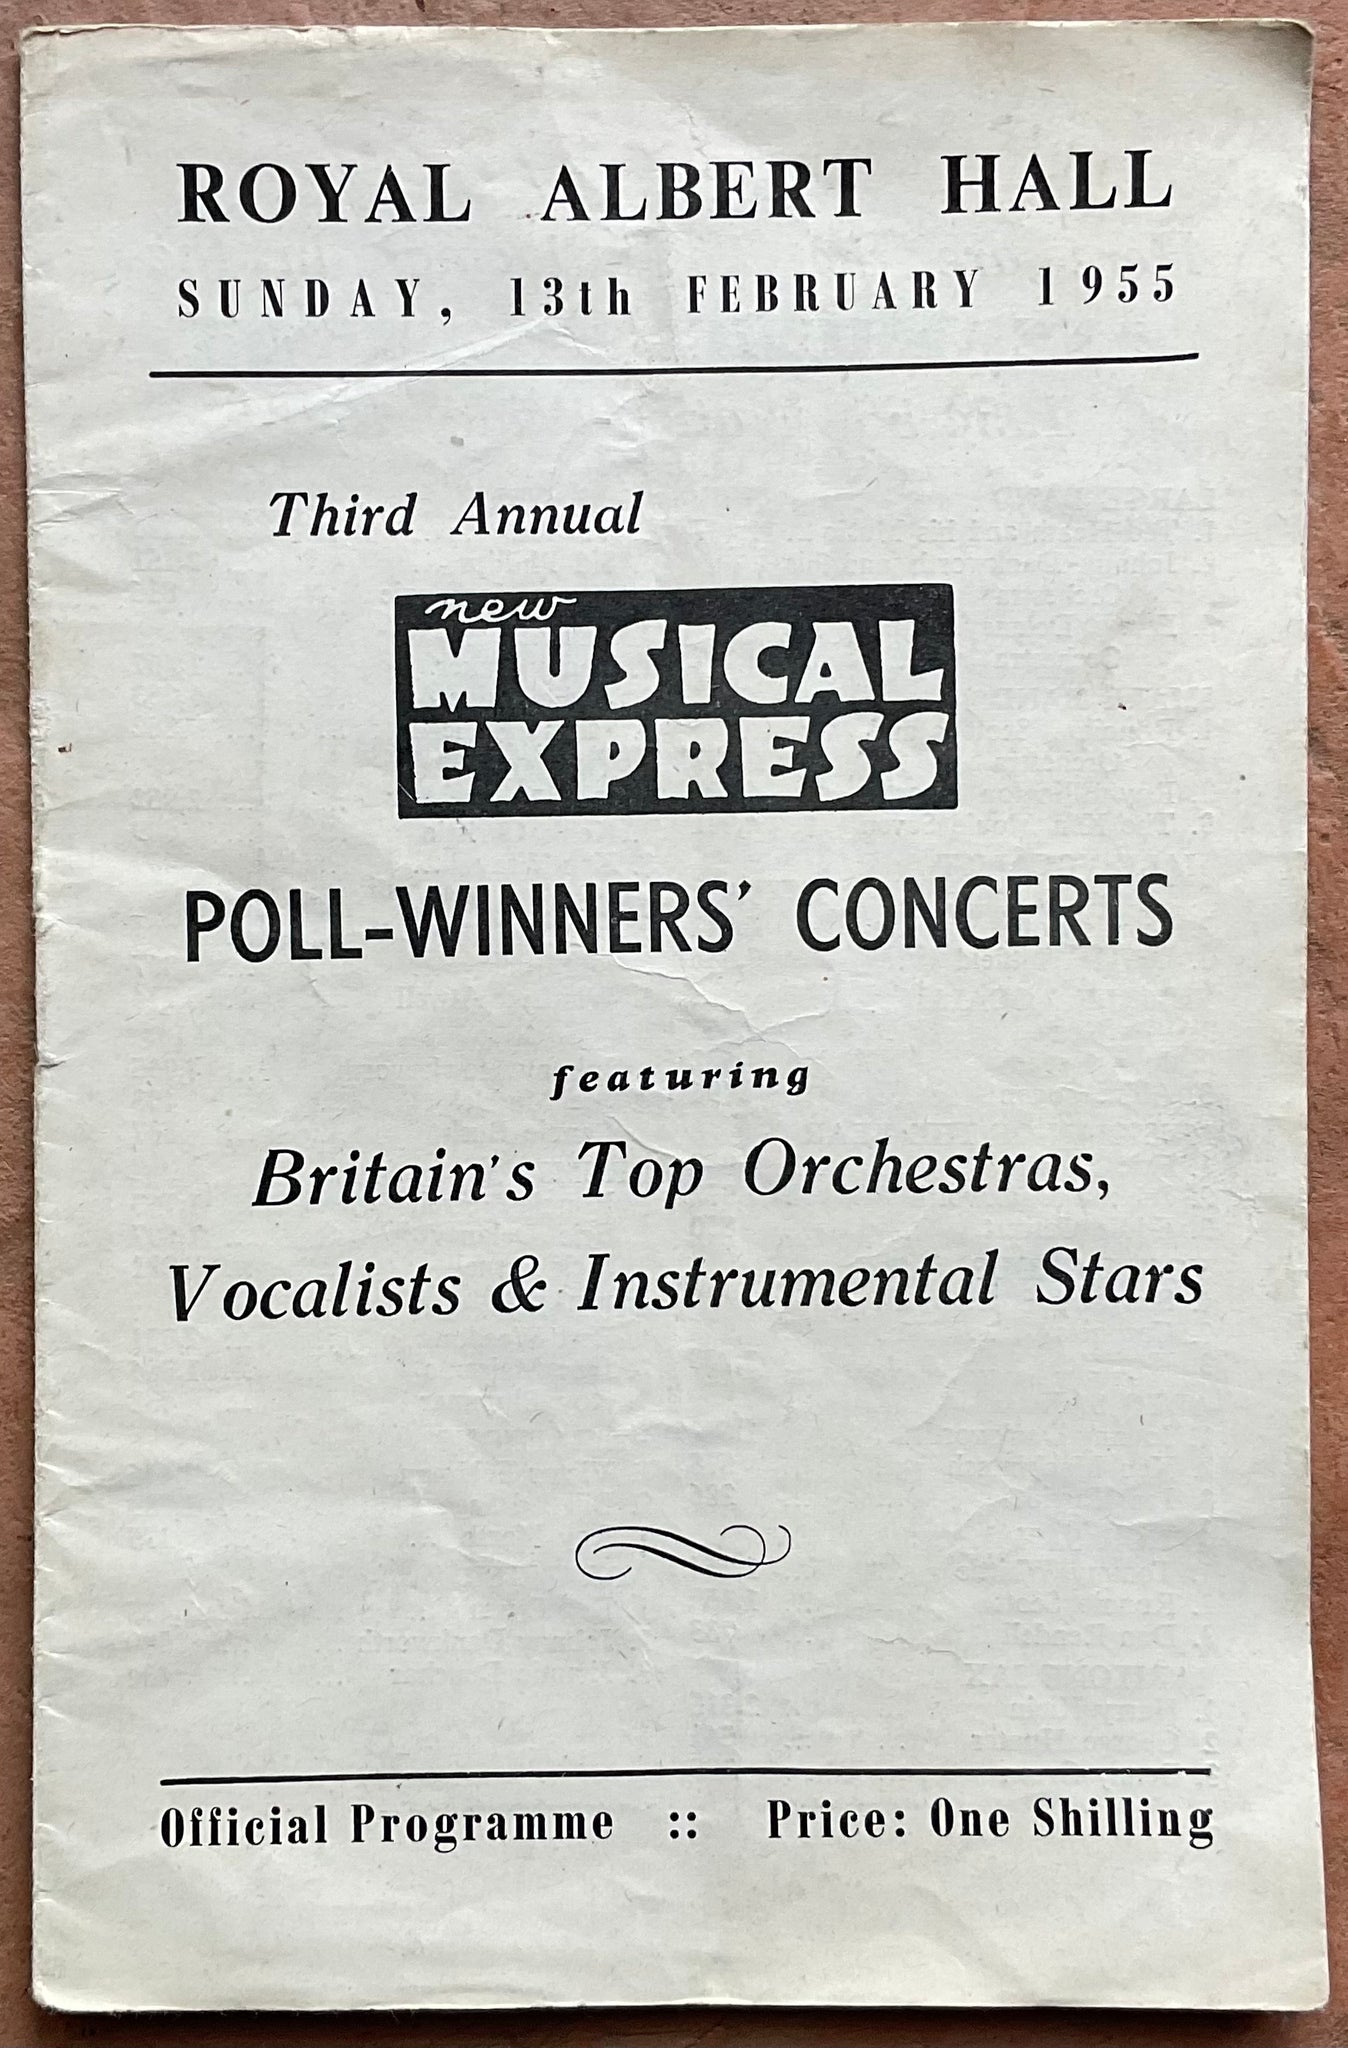 ROYAL ALBERT HALL
SUNDAY, 13th FEBRUARY 1955
Third Annual
new
MUSICAL
EXPRESS
POLL-WINNERS' CONCERTS
featuring
Britain's Top Orchestras,
Vocalists & Instrumental Stars
Official Programme :: Price: One Shilling